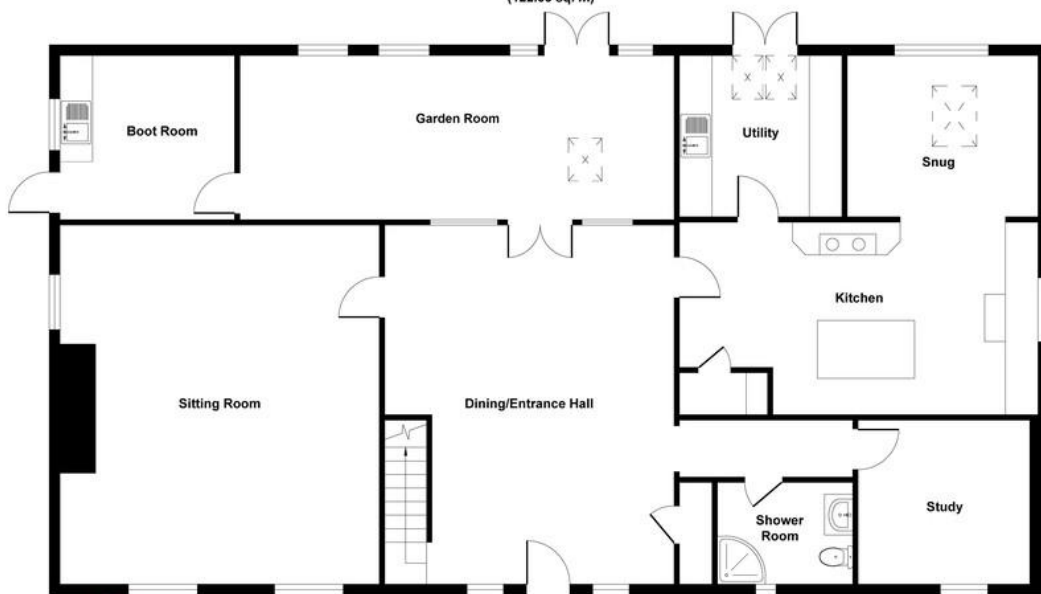 Boot Room
Garden Room
Utility
Snug
Kitchen
Sitting Room
Dining/Entrance Hall
Shower
Room
Study